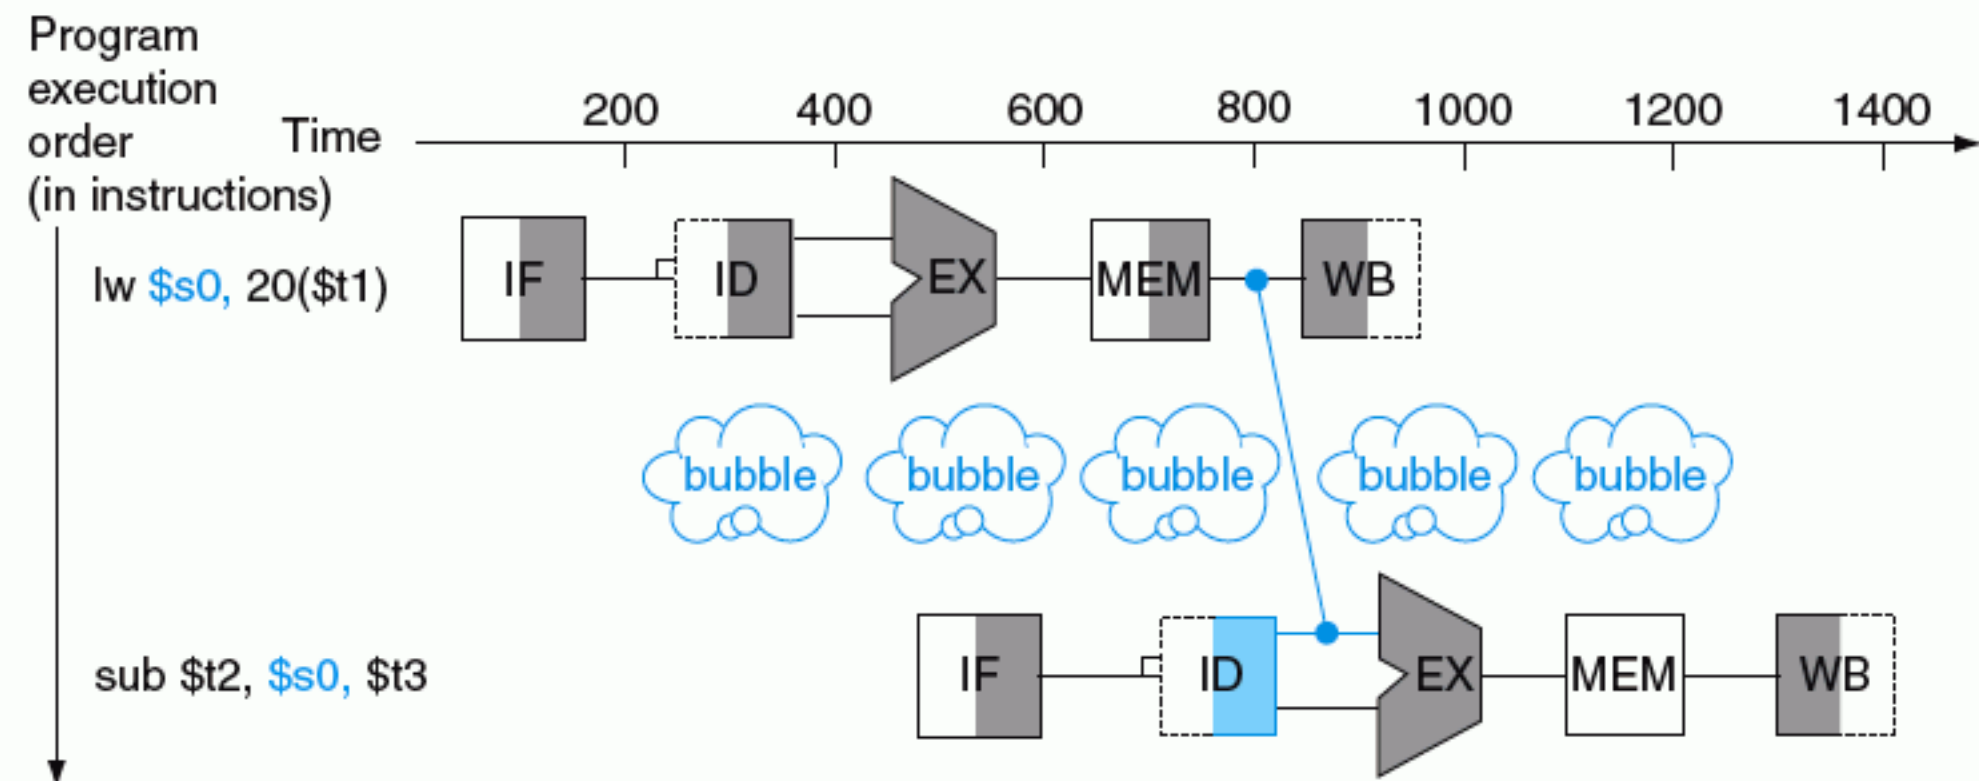 Program
execution
order
(in instructions)
Time
200 400 600 800 1000 1200 1400
lw $s0, 20($t1)
IF ID EX MEM WB
bubble bubble bubble bubble bubble
sub $t2, $s0, $t3
IF ID EX MEM WB